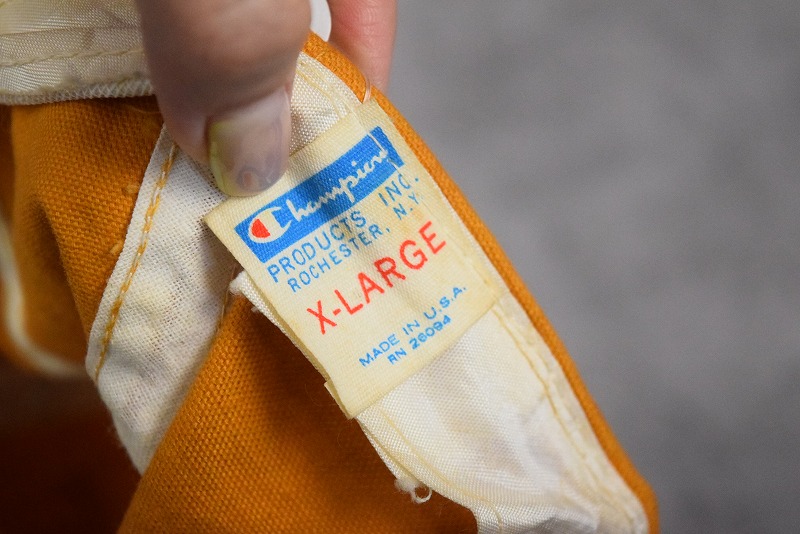 Champion
PRODUCTS INC.
ROCHESTER, N.Y.
X-LARGE
MADE IN U.S.A.
RN 26094